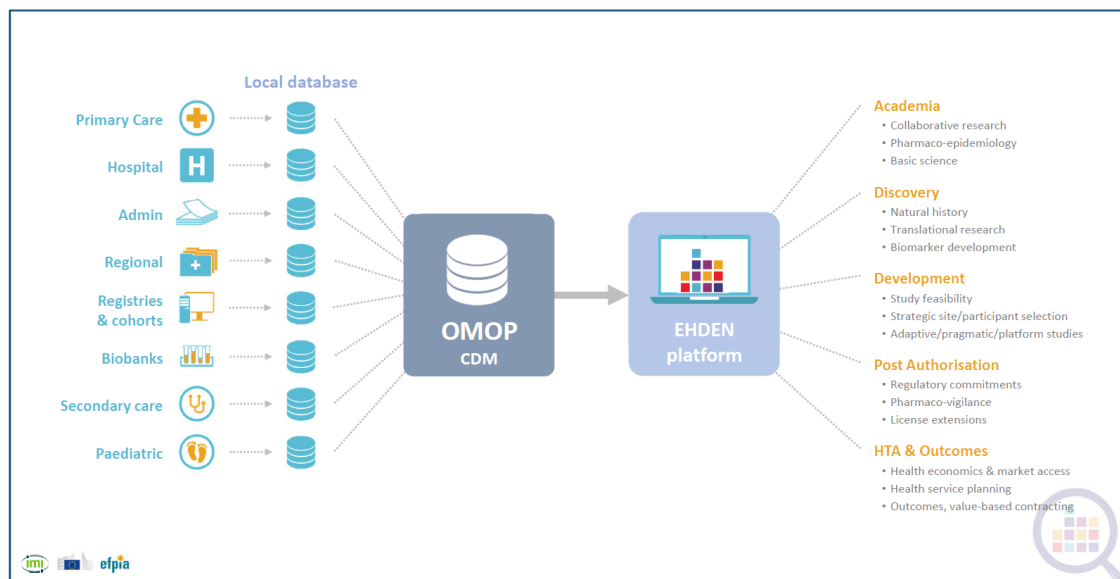 Local database
Primary Care
Hospital
H
Admin
Regional
Registries
& cohorts
Biobanks
Secondary care
Paediatric
OMOP
CDM
EHDEN
platform
Academia
• Collaborative research
• Pharmaco-epidemiology
• Basic science
Discovery
• Natural history
• Translational research
• Biomarker development
Development
• Study feasibility
• Strategic site/participant selection
• Adaptive/pragmatic/platform studies
Post Authorisation
• Regulatory commitments
• Pharmaco-vigilance
• License extensions
HTA & Outcomes
• Health economics & market access
• Health service planning
• Outcomes, value-based contracting
imi
efpia